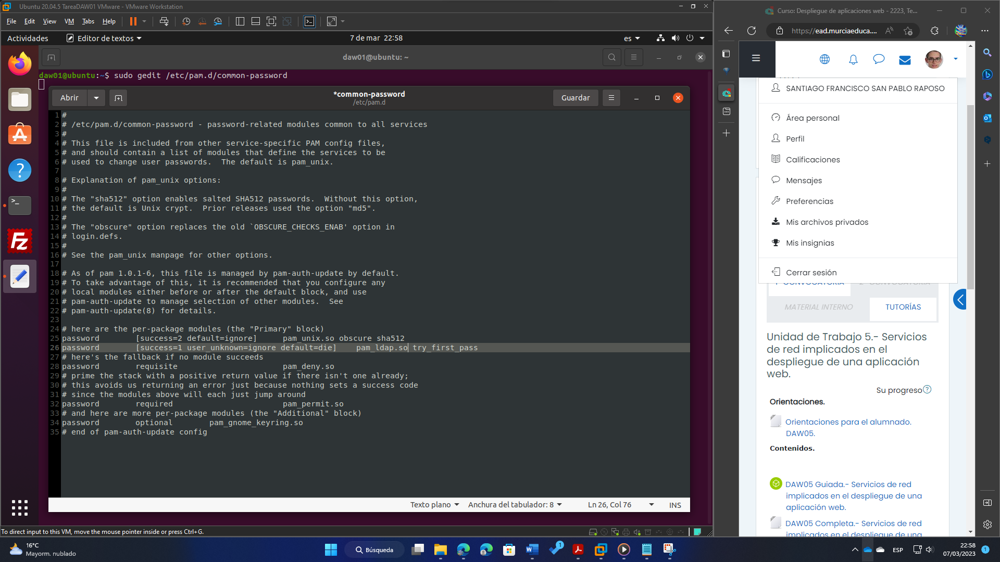 Ubuntu 20.04.5 TareaDAW01 VMware - VMware Workstation
File Edit View VM Tabs Help
Actividades
Editor de textos
7 de mar 22:58
es
daw01@ubuntu: ~
daw01@ubuntu:~$ sudo gedit /etc/pam.d/common-password
Abrir
*common-password
/etc/pam.d
Guardar
1 #
2 # /etc/pam.d/common-password - password-related modules common to all services
3 #
4 # This file is included from other service-specific PAM config files,
5 # and should contain a list of modules that define the services to be
6 # used to change user passwords.  The default is pam_unix.
7
8 # Explanation of pam_unix options:
9 #
10 # The "sha512" option enables salted SHA512 passwords.  Without this option,
11 # the default is Unix crypt.  Prior releases used the option "md5".
12 #
13 # The "obscure" option replaces the old `OBSCURE_CHECKS_ENAB' option in
14 # login.defs.
15 #
16 # See the pam_unix manpage for other options.
17
18 # As of pam 1.0.1-6, this file is managed by pam-auth-update by default.
19 # To take advantage of this, it is recommended that you configure any
20 # local modules either before or after the default block, and use
21 # pam-auth-update to manage selection of other modules.  See
22 # pam-auth-update(8) for details.
23
24 # here are the per-package modules (the "Primary" block)
25 password [success=2 default=ignore] pam_unix.so obscure sha512
26 password [success=1 user_unknown=ignore default=die] pam_ldap.so try_first_pass
27 # here's the fallback if no module succeeds
28 password requisite pam_deny.so
29 # prime the stack with a positive return value if there isn't one already;
30 # this avoids us returning an error just because nothing sets a success code
31 # since the modules above will each just jump around
32 password required pam_permit.so
33 # and here are more per-package modules (the "Additional" block)
34 password optional pam_gnome_keyring.so
35 # end of pam-auth-update config
Texto plano
Anchura del tabulador: 8
Ln 26, Col 76
INS
To direct input to this VM, move the mouse pointer inside or press Ctrl+G.
Curso: Despliegue de aplicaciones web - 2223, Te...
https://ead.murciaeduca....
SANTIAGO FRANCISCO SAN PABLO RAPOSO
Área personal
Perfil
Calificaciones
Mensajes
Preferencias
Mis archivos privados
Mis insignias
Cerrar sesión
MATERIAL INTERNO
TUTORÍAS
Unidad de Trabajo 5.- Servicios
de red implicados en el
despliegue de una aplicación
web.
Su progreso
Orientaciones.
Orientaciones para el alumnado.
DAW05.
Contenidos.
DAW05 Guiada.- Servicios de red
implicados en el despliegue de una
aplicación web.
DAW05 Completa.- Servicios de red
implicados en el despliegue de una
16°C
Mayorm. nublado
Búsqueda
1
ESP
22:58
07/03/2023
1